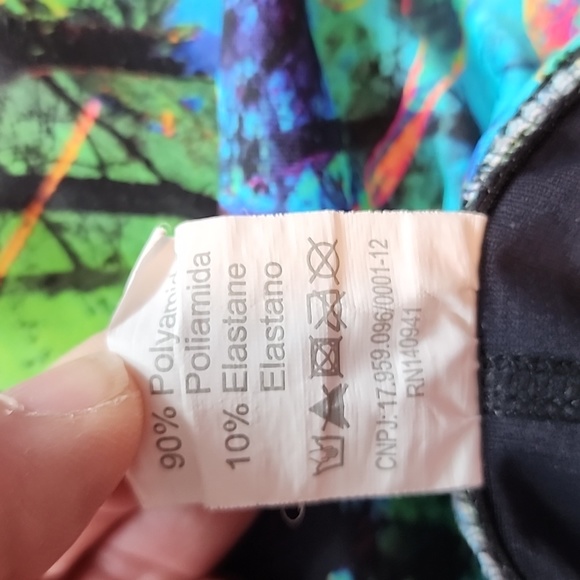 90% Polyamid
Poliamida
10% Elastane
Elastano
CNPJ: 17.959.096/0001-12
RN140941